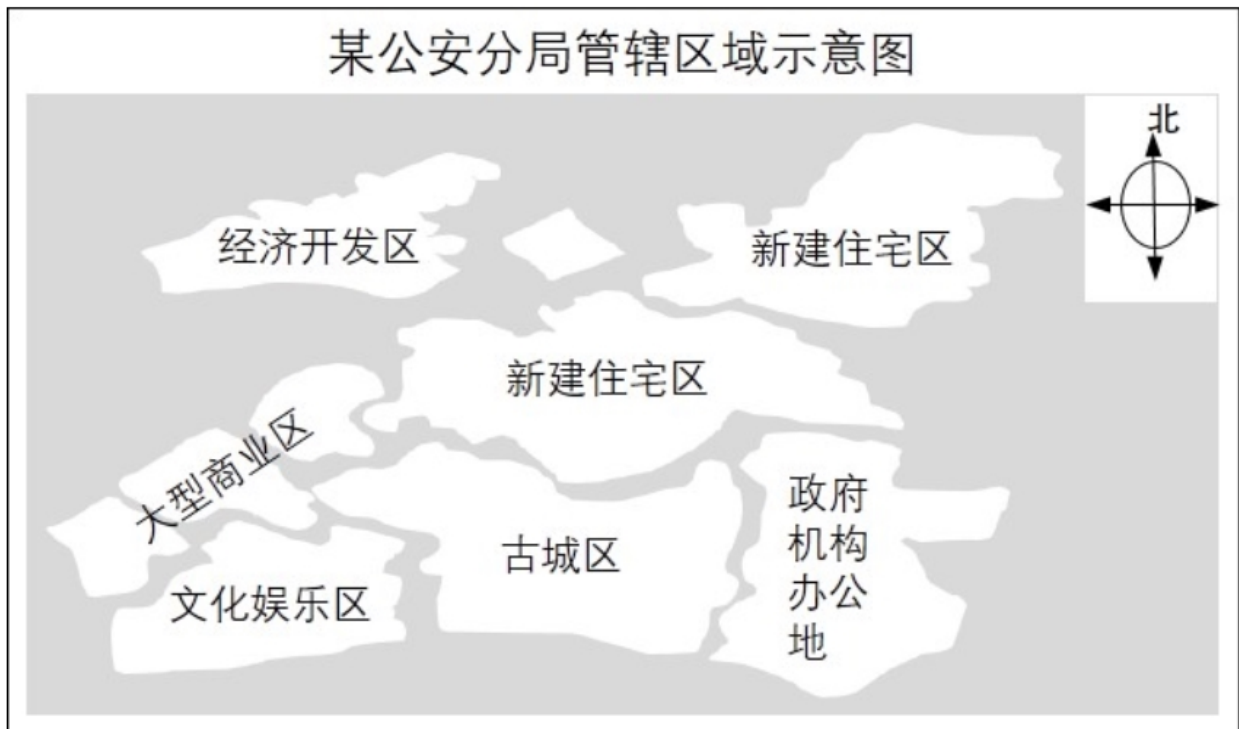 某公安分局管辖区域示意图
北
经济开发区
新建住宅区
新建住宅区
大型商业区
政府
机构
办公
地
古城区
文化娱乐区